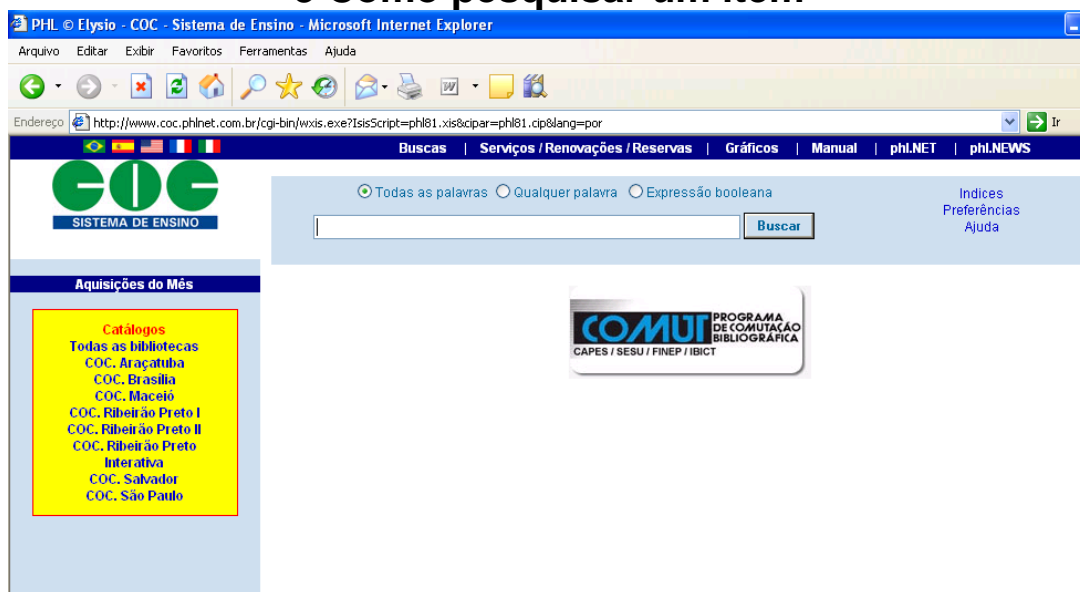 PHL © Elysio - COC - Sistema de Ensino - Microsoft Internet Explorer
Arquivo Editar Exibir Favoritos Ferramentas Ajuda
Endereço http://www.coc.phlnet.com.br/cgi-bin/wxis.exe?IsisScript=phl81.xis&cipar=phl81.cip&lang=por Ir
Buscas | Serviços / Renovações / Reservas | Gráficos | Manual | phl.NET | phl.NEWS
COC
SISTEMA DE ENSINO
Todas as palavras Qualquer palavra Expressão booleana
Buscar
Indices
Preferências
Ajuda
Aquisições do Mês
Catálogos
Todas as bibliotecas
COC. Araçatuba
COC. Brasília
COC. Maceió
COC. Ribeirão Preto I
COC. Ribeirão Preto II
COC. Ribeirão Preto
Interativa
COC. Salvador
COC. São Paulo
COMUT PROGRAMA
DE COMUTAÇÃO
BIBLIOGRÁFICA
CAPES / SESU / FINEP / IBICT